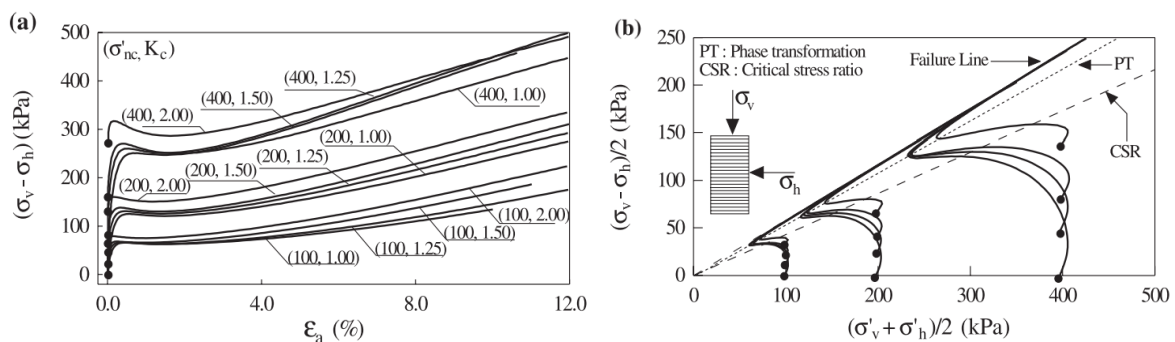 (a)
(σ'nc, Kc)
500
400
300
200
100
0
(σv - σh) (kPa)
(400, 1.25)
(400, 1.50)
(400, 2.00)
(400, 1.00)
(200, 1.00)
(200, 1.25)
(200, 1.50)
(200, 2.00)
(100, 2.00)
(100, 1.50)
(100, 1.25)
(100, 1.00)
0.0 4.0 8.0 12.0
εa (%)
(b)
PT : Phase transformation
CSR : Critical stress ratio
Failure Line
PT
CSR
σv
σh
250
200
150
100
50
0
(σv - σh)/2 (kPa)
0 100 200 300 400 500
(σ'v + σ'h)/2 (kPa)